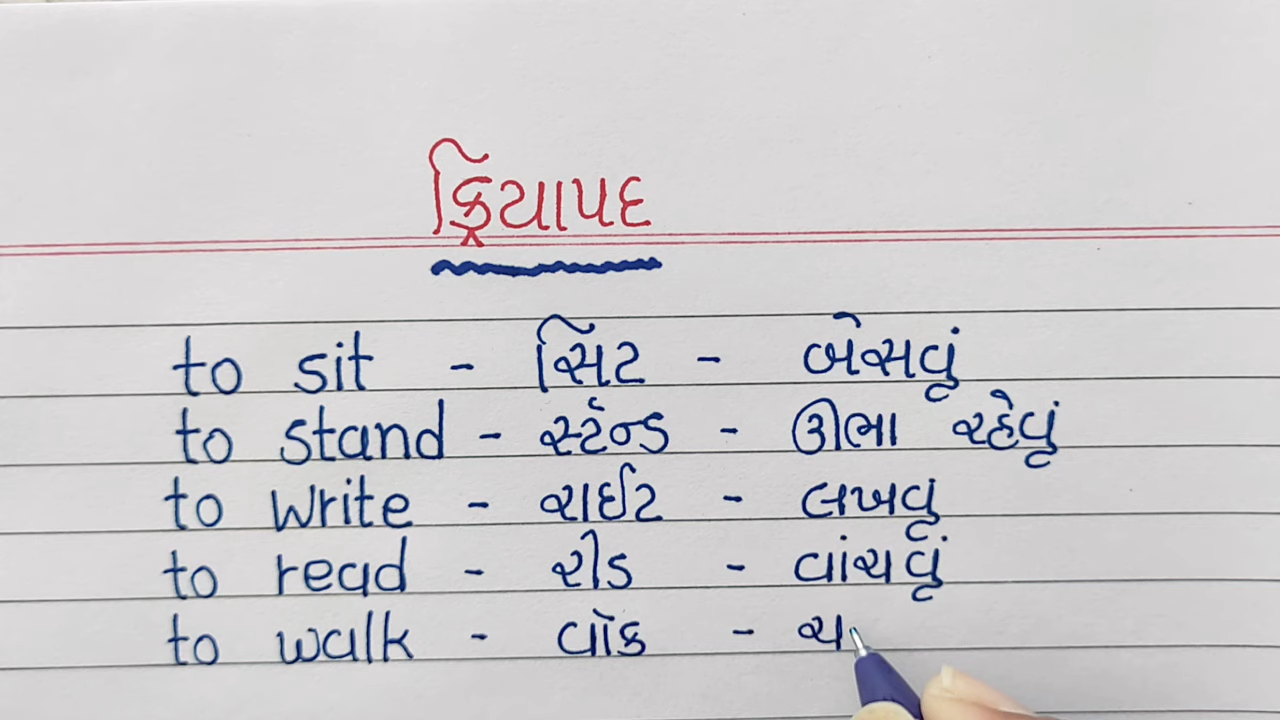 ક્રિયાપદ
to sit - સિટ - બેસવું
to stand - સ્ટૅન્ડ - ઊભા રહેવું
to write - રાઈટ - લખવું
to read - રીડ - વાંચવું
to walk - વૉક - ચ